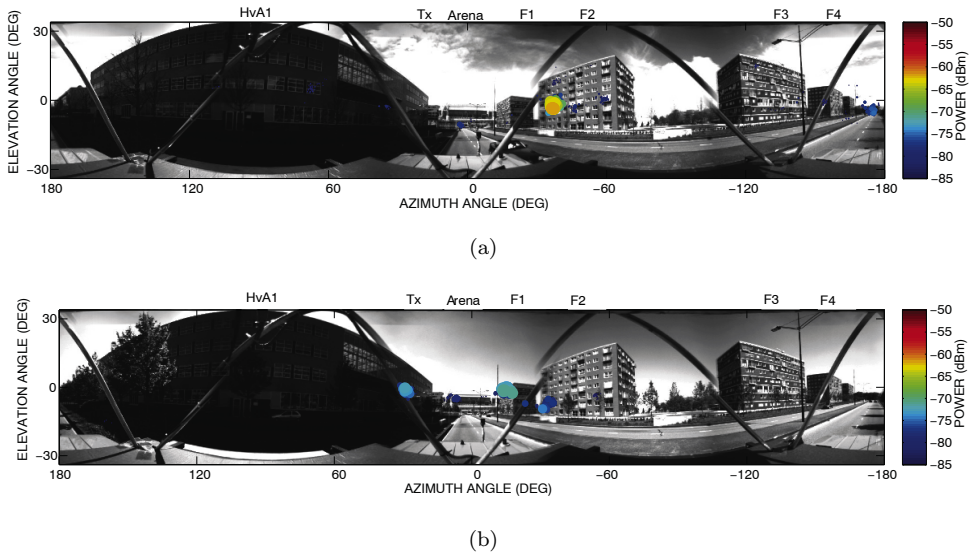 HvA1 Tx Arena F1 F2 F3 F4
ELEVATION ANGLE (DEG)
30
0
−30
180 120 60 0 −60 −120 −180
AZIMUTH ANGLE (DEG)
−50
−55
−60
−65
−70
−75
−80
−85
POWER (dBm)
(a)
HvA1 Tx Arena F1 F2 F3 F4
ELEVATION ANGLE (DEG)
30
0
−30
180 120 60 0 −60 −120 −180
AZIMUTH ANGLE (DEG)
−50
−55
−60
−65
−70
−75
−80
−85
POWER (dBm)
(b)